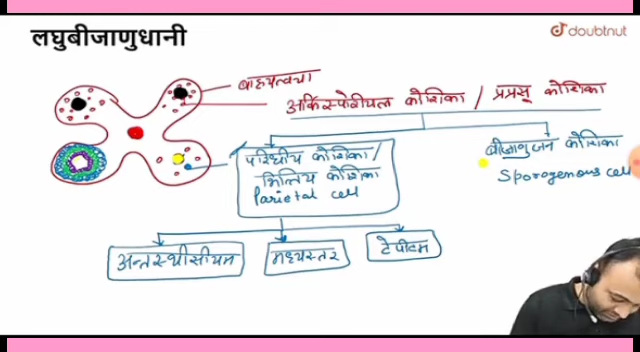 लघुबीजाणुधानी
doubtnut
बाह्यत्वचा
आर्किस्पोरीयल कोशिका / प्रप्रसू कोशिका
परिधीय कोशिका /
भित्तिय कोशिका
Parietal cell
बीजाणुजन कोशिका
Sporogenous cell
अन्तस्थीसीयम
मध्यस्तर
टेपीटम